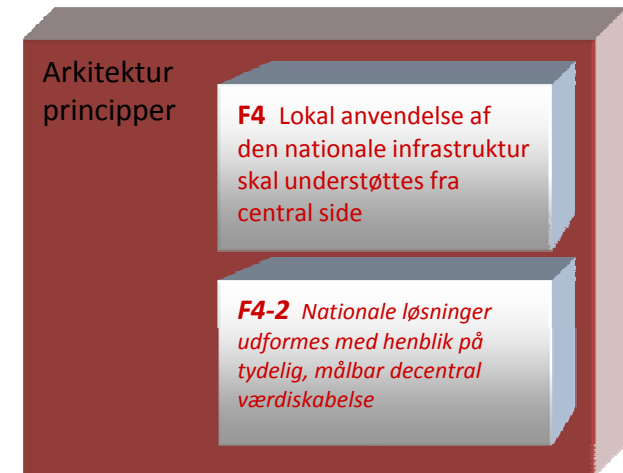 Arkitektur
principper
F4 Lokal anvendelse af
den nationale infrastruktur
skal understøttes fra
central side
F4-2 Nationale løsninger
udformes med henblik på
tydelig, målbar decentral
værdiskabelse